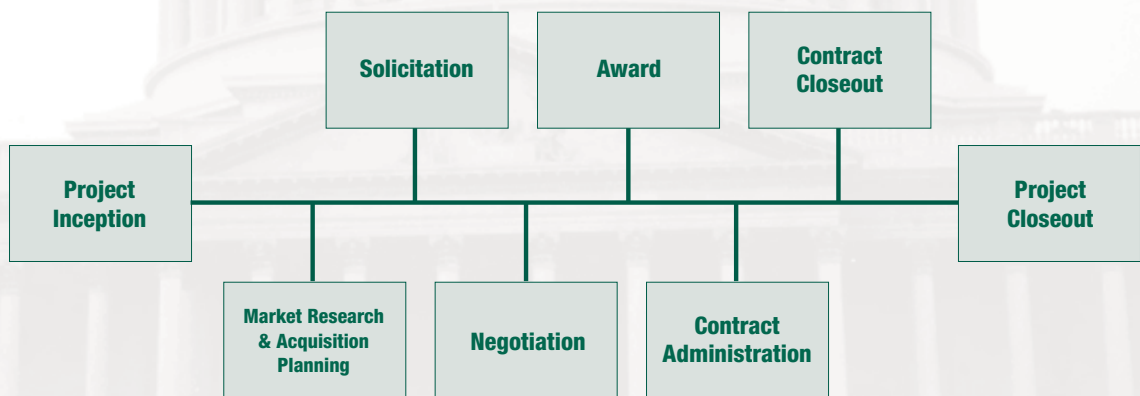 Solicitation
Award
Contract
Closeout
Project
Inception
Project
Closeout
Market Research
& Acquisition
Planning
Negotiation
Contract
Administration